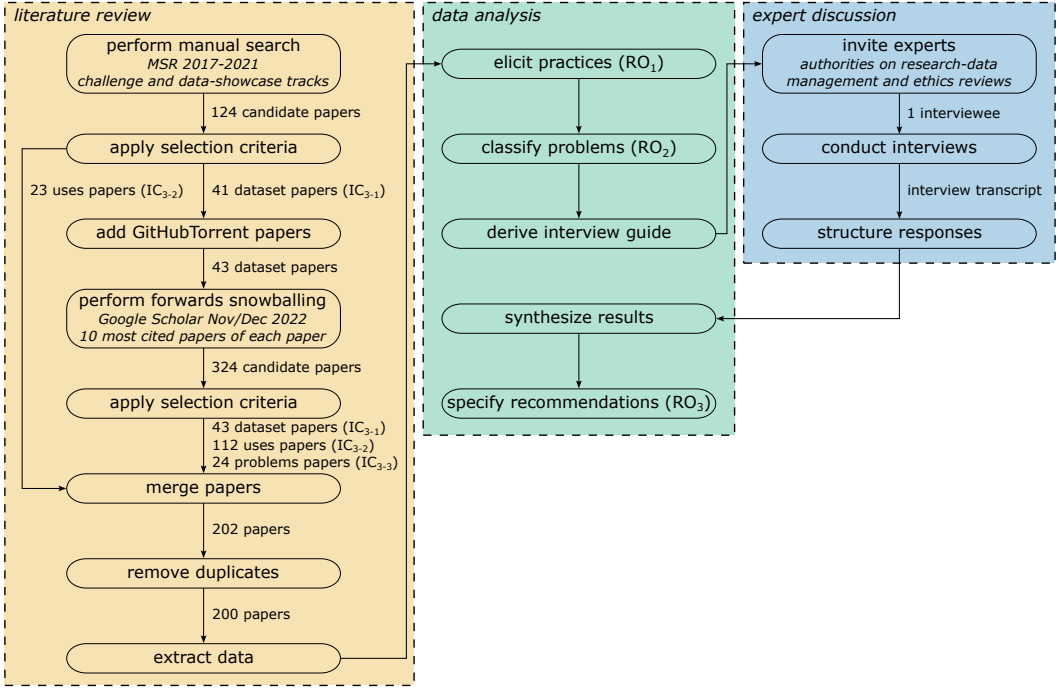 literature review
perform manual search
MSR 2017-2021
challenge and data-showcase tracks
124 candidate papers
apply selection criteria
23 uses papers (IC3-2)
41 dataset papers (IC3-1)
add GitHubTorrent papers
43 dataset papers
perform forwards snowballing
Google Scholar Nov/Dec 2022
10 most cited papers of each paper
324 candidate papers
apply selection criteria
43 dataset papers (IC3-1)
112 uses papers (IC3-2)
24 problems papers (IC3-3)
merge papers
202 papers
remove duplicates
200 papers
extract data
data analysis
elicit practices (RO1)
classify problems (RO2)
derive interview guide
synthesize results
specify recommendations (RO3)
expert discussion
invite experts
authorities on research-data
management and ethics reviews
1 interviewee
conduct interviews
interview transcript
structure responses